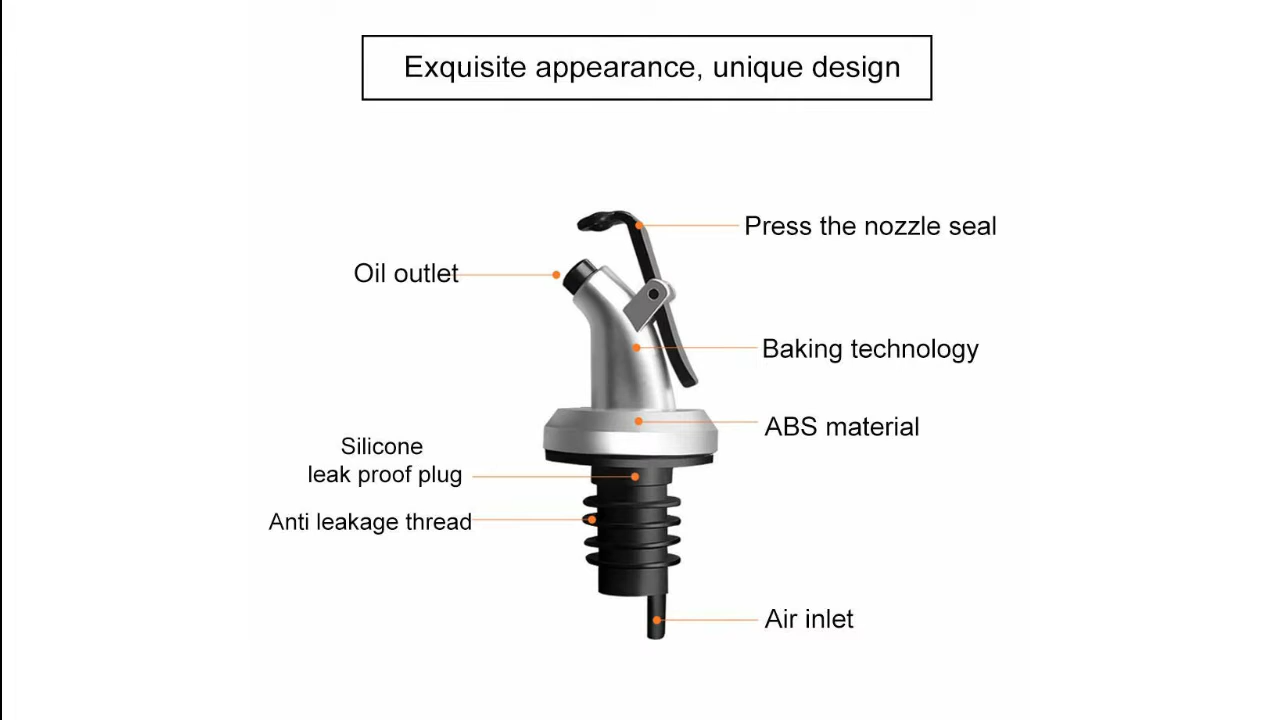 Exquisite appearance, unique design
Press the nozzle seal
Oil outlet
Baking technology
ABS material
Silicone
leak proof plug
Anti leakage thread
Air inlet